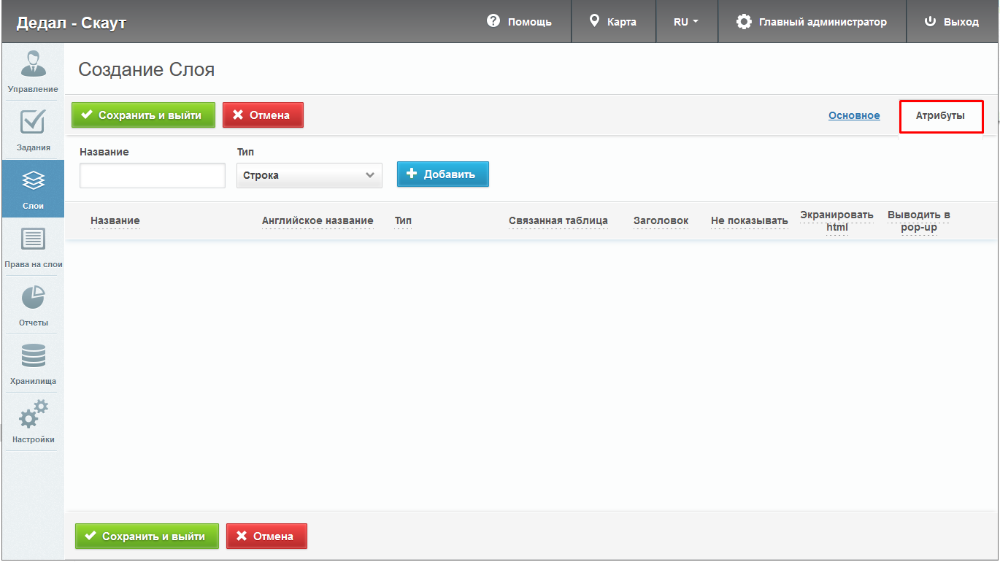 Дедал - Скаут
Помощь
Карта
RU
Главный администратор
Выход
Управление
Задания
Слои
Права на слои
Отчеты
Хранилища
Настройки
Создание Слоя
Сохранить и выйти
Отмена
Основное
Атрибуты
Название
Тип
Строка
Добавить
Название
Английское название
Тип
Связанная таблица
Заголовок
Не показывать
Экранировать
html
Выводить в
pop-up
Сохранить и выйти
Отмена